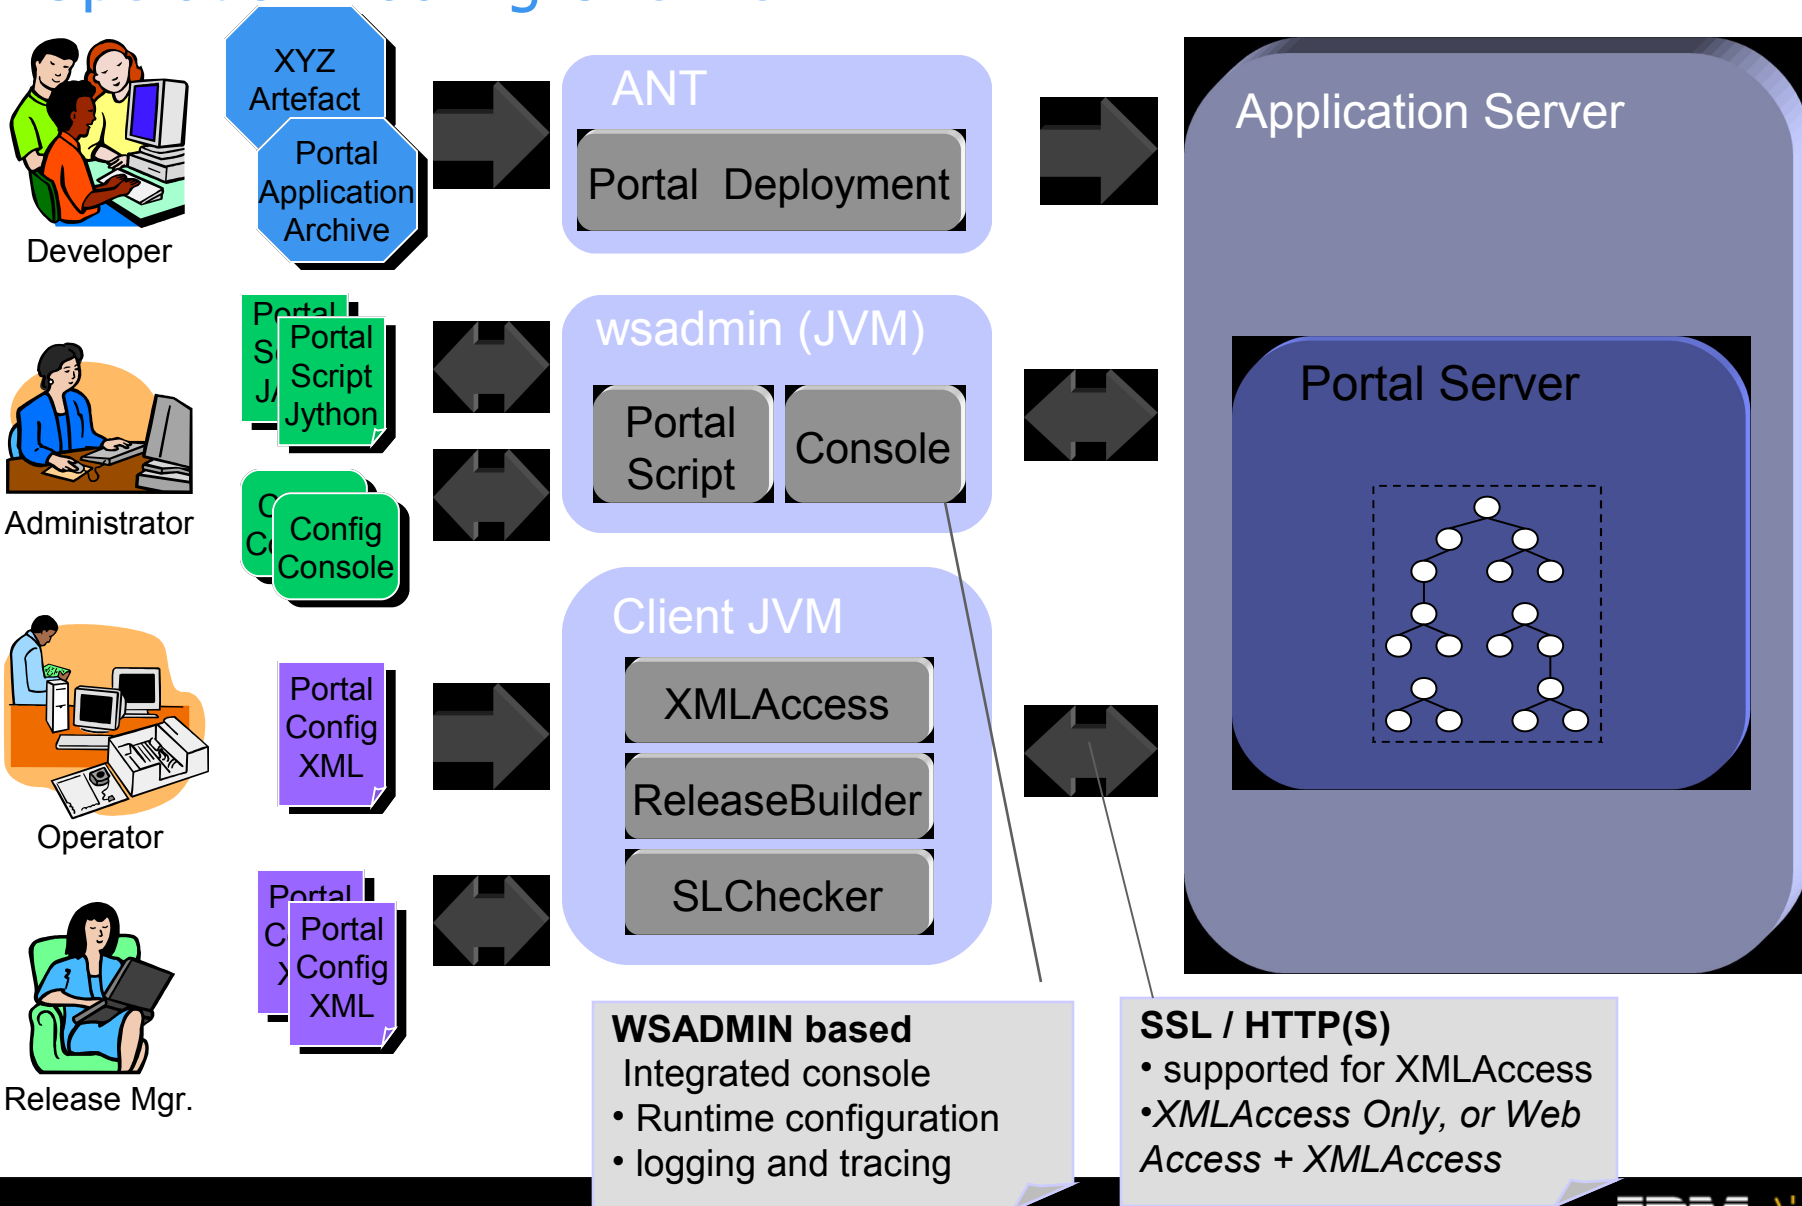 XYZ
Artefact
Portal
Application
Archive
Developer
ANT
Portal Deployment
Application Server
Portal
Portal
Script
Jython
wsadmin (JVM)
Portal
Script
Console
Portal Server
Administrator
Config
Console
Client JVM
XMLAccess
ReleaseBuilder
SLChecker
Portal
Config
XML
Operator
Portal
Portal
Config
XML
Release Mgr.
WSADMIN based
Integrated console
• Runtime configuration
• logging and tracing
SSL / HTTP(S)
• supported for XMLAccess
•XMLAccess Only, or Web
Access + XMLAccess